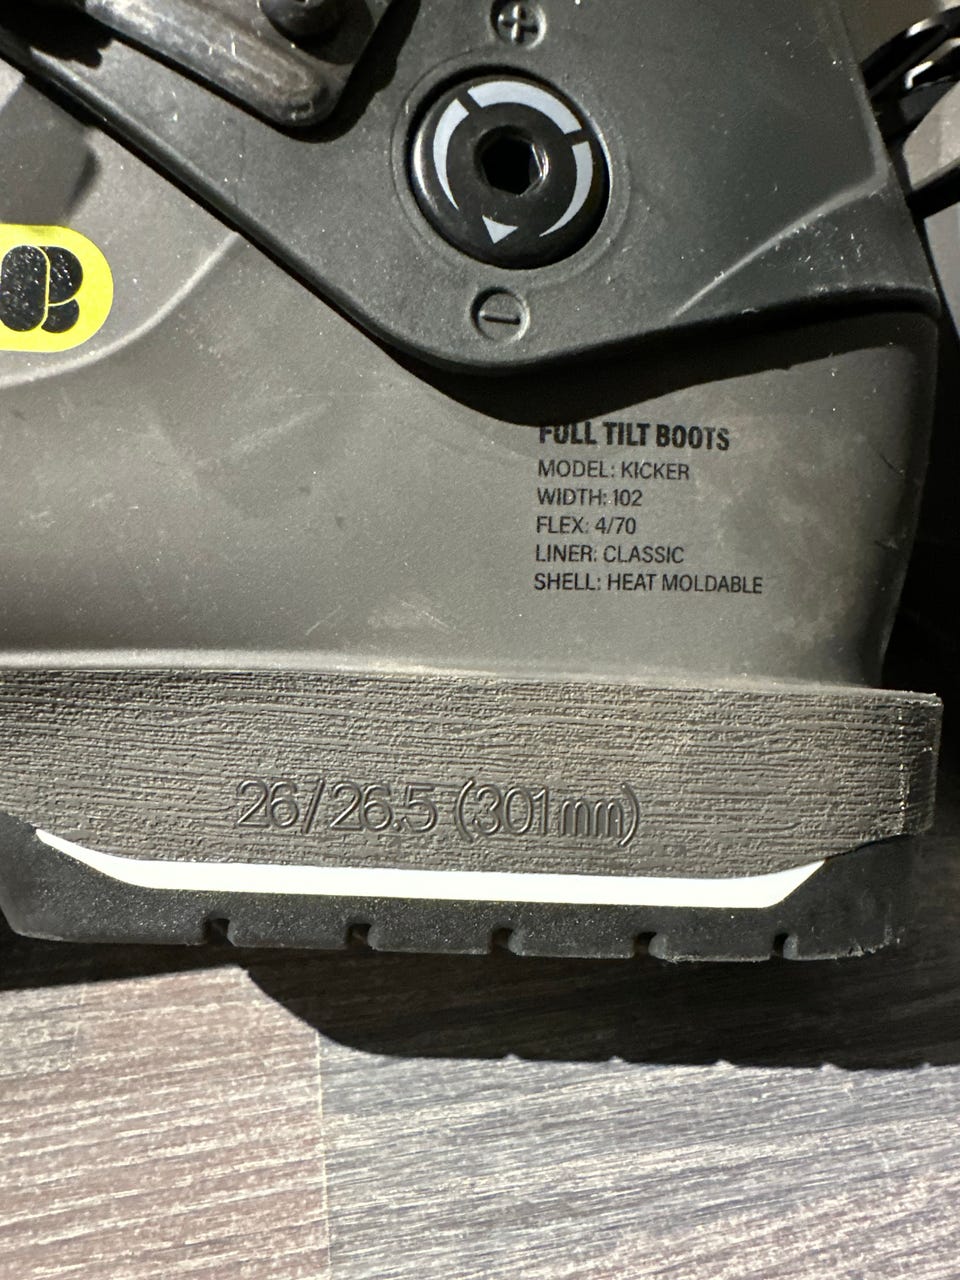 +
−
FULL TILT BOOTS
MODEL: KICKER
WIDTH: 102
FLEX: 4/70
LINER: CLASSIC
SHELL: HEAT MOLDABLE
26/26.5 (301mm)